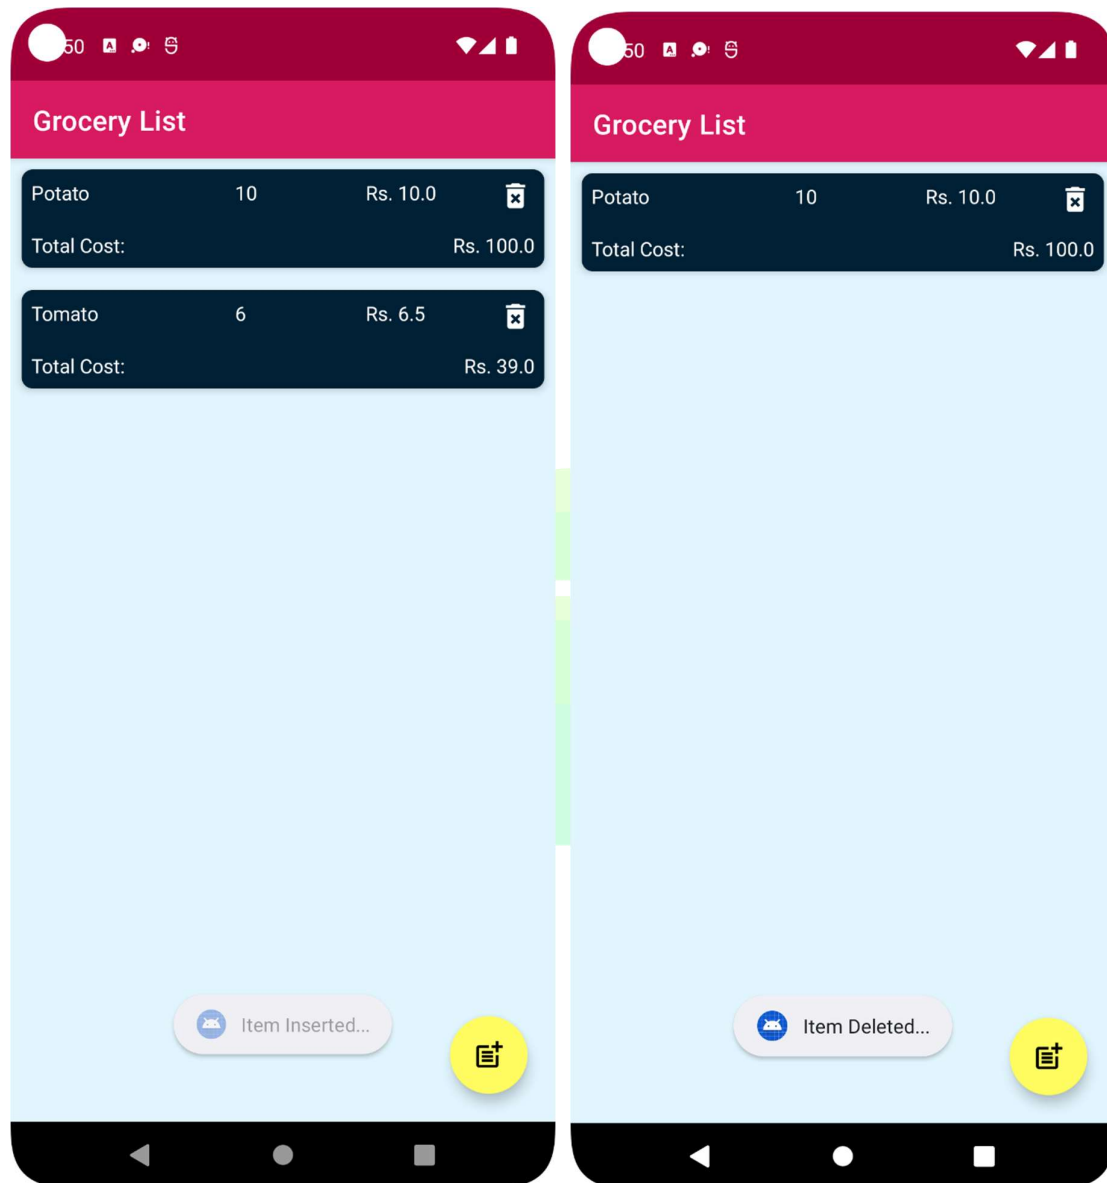 50
Grocery List
Potato 10 Rs. 10.0
Total Cost: Rs. 100.0
Tomato 6 Rs. 6.5
Total Cost: Rs. 39.0
Item Inserted...
50
Grocery List
Potato 10 Rs. 10.0
Total Cost: Rs. 100.0
Item Deleted...